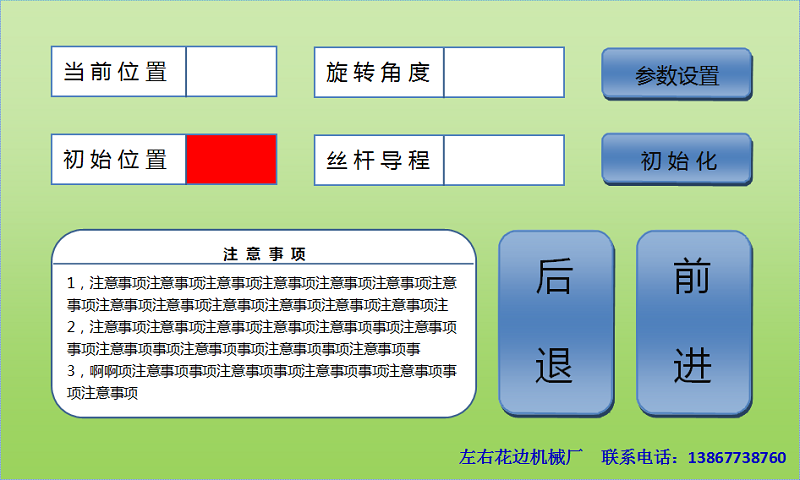 当前位置
旋转角度
参数设置
初始位置
丝杆导程
初始化
注意事项
1，注意事项注意事项注意事项注意事项注意事项注意事项注意
事项注意事项注意事项注意事项注意事项注意事项注意事项注
2，注意事项注意事项注意事项注意事项注意事项事项注意事项
事项注意事项事项注意事项事项注意事项事项注意事项事
3，啊啊项注意事项事项注意事项事项注意事项事项注意事项事
项注意事项
后
退
前
进
左右花边机械厂 联系电话：13867738760